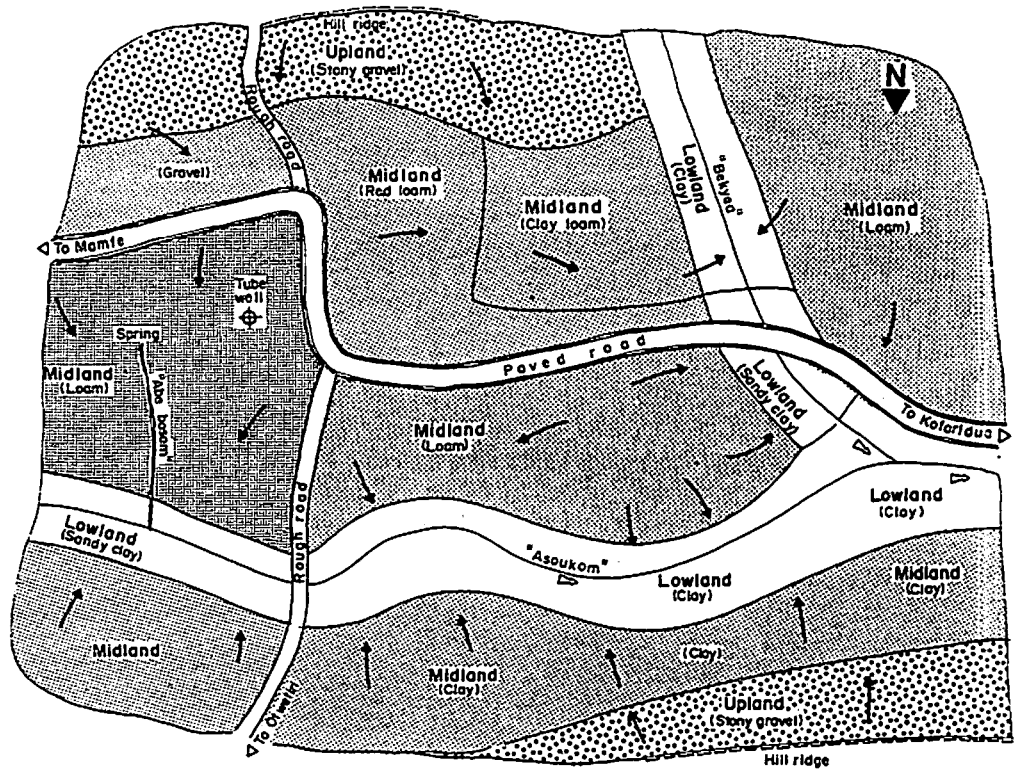 Hill ridge
Upland
(Stony gravel)
N
Rough road
(Gravel)
Midland
(Red loam)
Lowland
(Clay)
"Bekyad"
Midland
(Clay loam)
Midland
(Loam)
To Mamfe
Tube
well
Spring
Midland
(Loam)
"Aba bosom"
Paved road
Lowland
(Sandy clay)
To Koforidua
Midland
(Loam)
Rough road
Lowland
(Clay)
Lowland
(Sandy clay)
"Asoukom"
Lowland
(Clay)
Midland
(Clay)
Midland
(Clay)
Midland
(Clay)
Upland
(Stony gravel)
To
Hill ridge